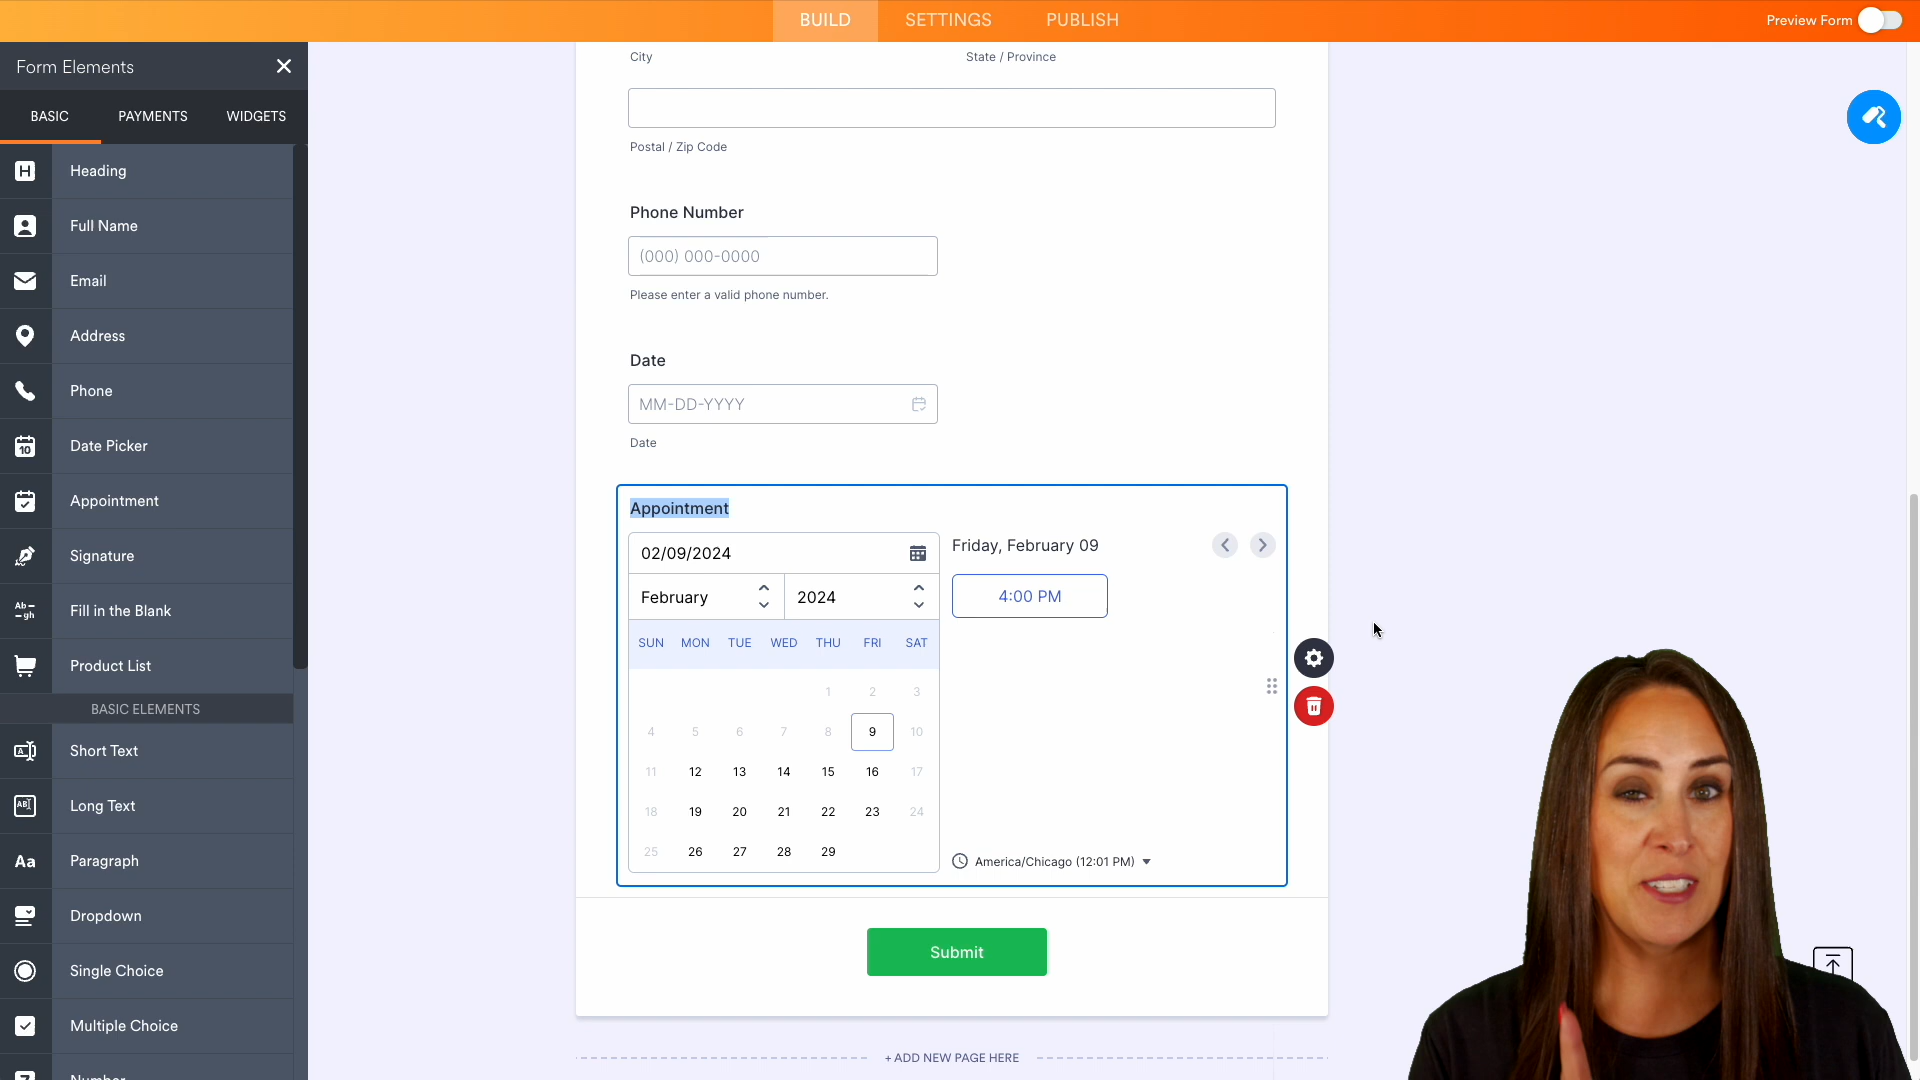 BUILD
SETTINGS
PUBLISH
Preview Form
Form Elements
BASIC
PAYMENTS
WIDGETS
Heading
Full Name
Email
Address
Phone
10
Date Picker
Appointment
Signature
Ab
gh
Fill in the Blank
Product List
BASIC ELEMENTS
Short Text
Long Text
Aa
Paragraph
Dropdown
Single Choice
Multiple Choice
City
State / Province
Postal / Zip Code
Phone Number
(000) 000-0000
Please enter a valid phone number.
Date
MM-DD-YYYY
Date
Appointment
02/09/2024
February
2024
SUN MON TUE WED THU FRI SAT
1 2 3
4 5 6 7 8 9 10
11 12 13 14 15 16 17
18 19 20 21 22 23 24
25 26 27 28 29
Friday, February 09
4:00 PM
America/Chicago (12:01 PM)
Submit
+ ADD NEW PAGE HERE